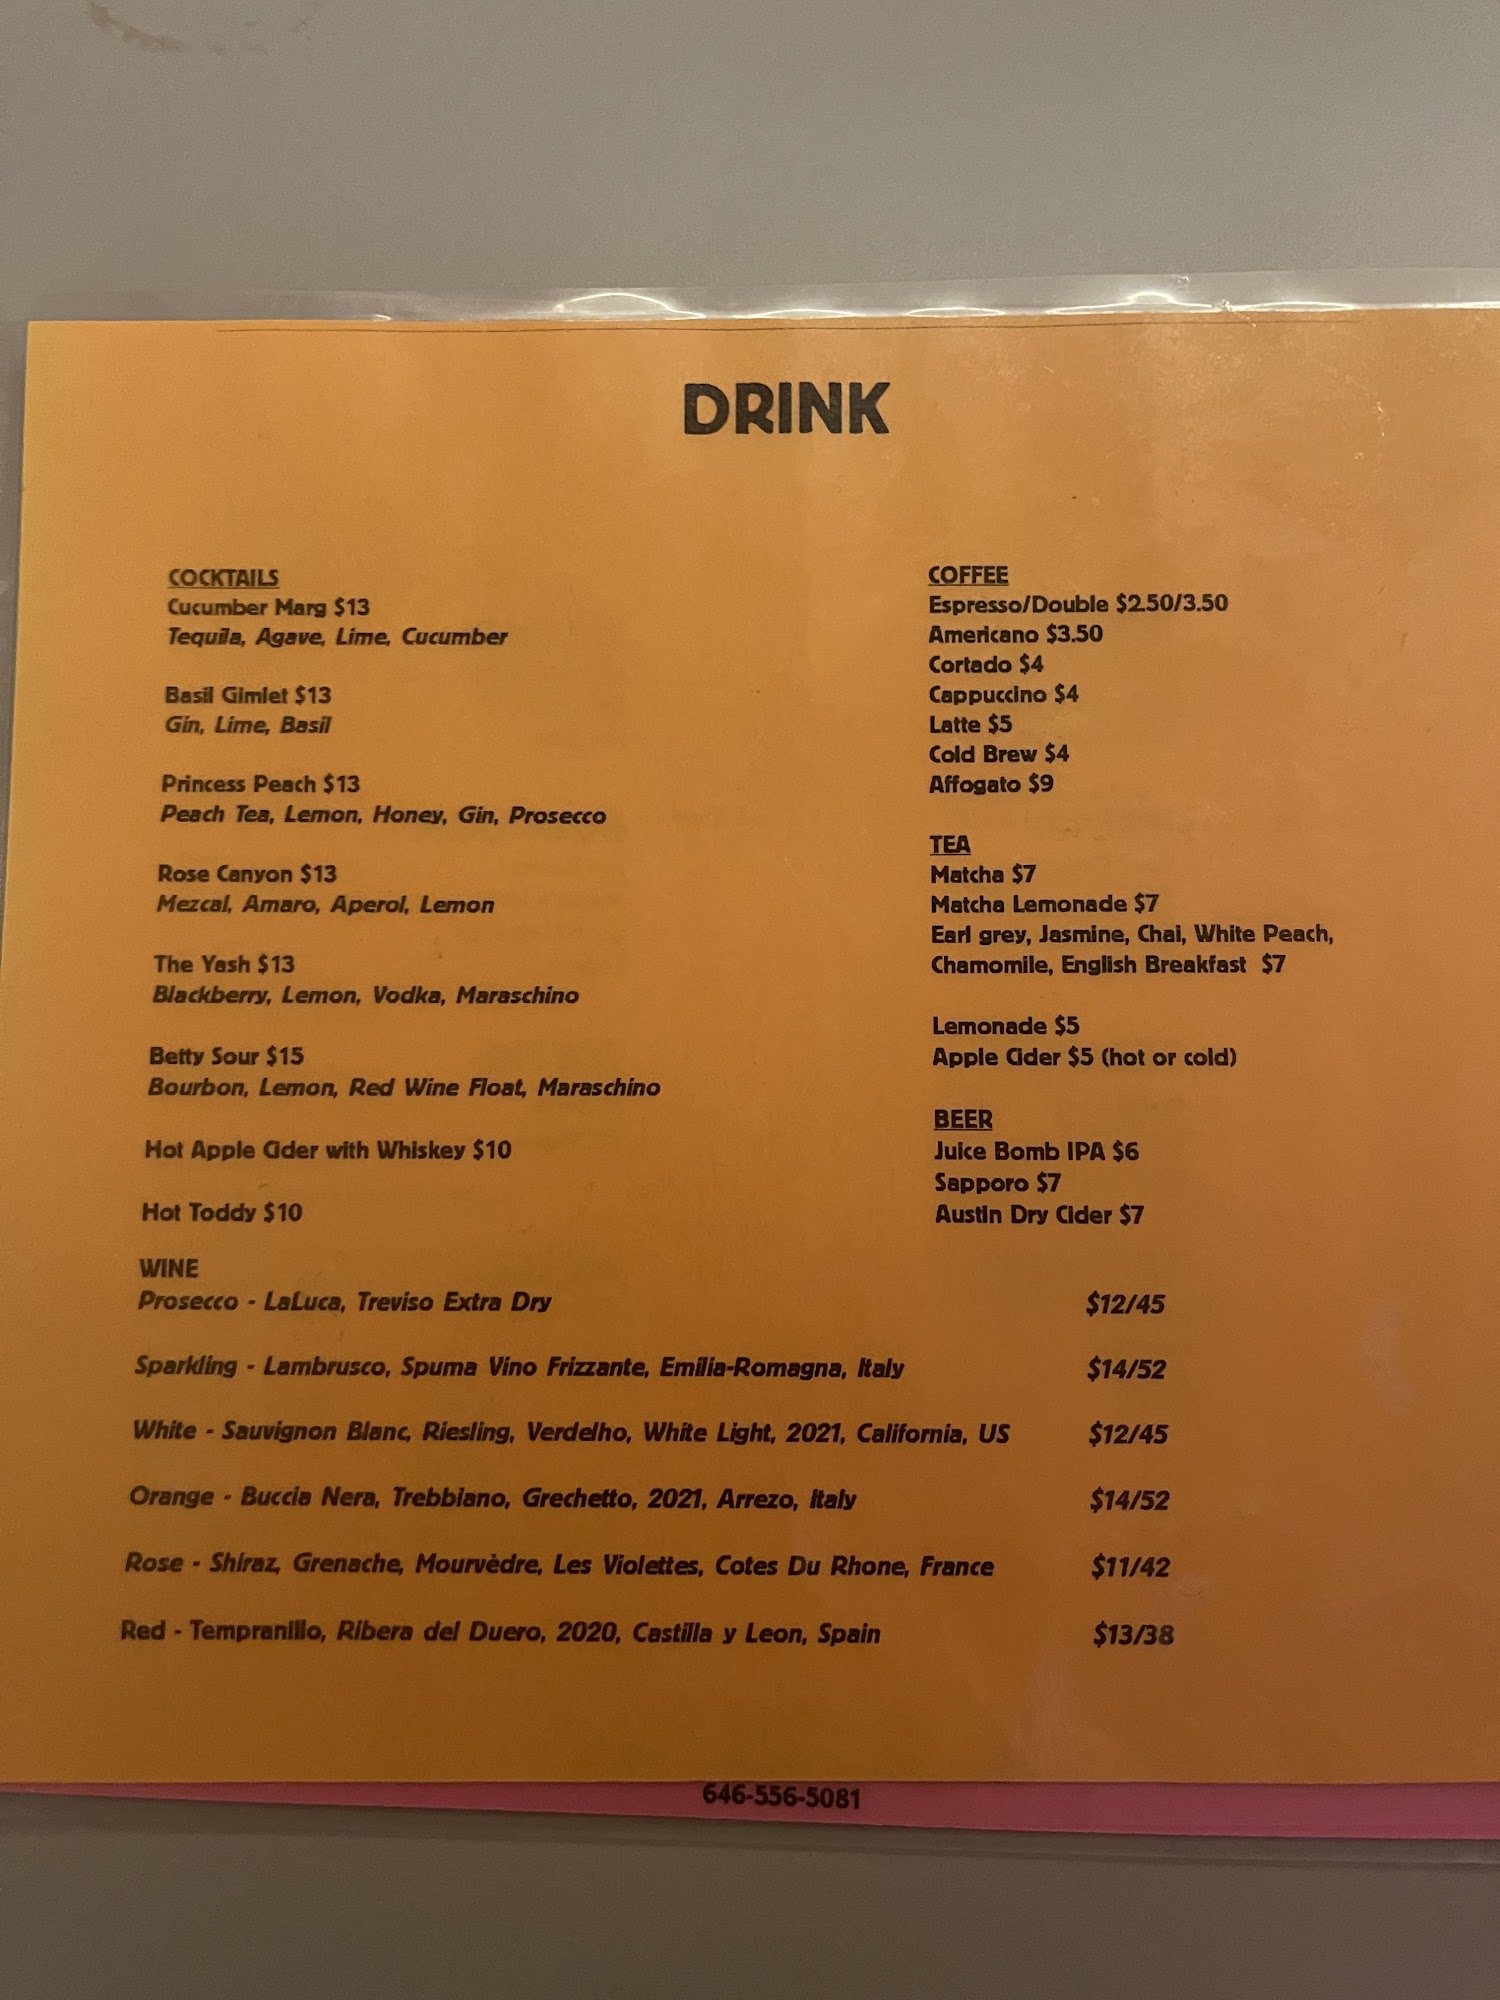 DRINK
COCKTAILS
Cucumber Marg $13
Tequila, Agave, Lime, Cucumber
Basil Gimlet $13
Gin, Lime, Basil
Princess Peach $13
Peach Tea, Lemon, Honey, Gin, Prosecco
Rose Canyon $13
Mezcal, Amaro, Aperol, Lemon
The Yash $13
Blackberry, Lemon, Vodka, Maraschino
Betty Sour $15
Bourbon, Lemon, Red Wine Float, Maraschino
Hot Apple Cider with Whiskey $10
Hot Toddy $10
COFFEE
Espresso/Double $2.50/3.50
Americano $3.50
Cortado $4
Cappuccino $4
Latte $5
Cold Brew $4
Affogato $9
TEA
Matcha $7
Matcha Lemonade $7
Earl grey, Jasmine, Chai, White Peach,
Chamomile, English Breakfast $7
Lemonade $5
Apple Cider $5 (hot or cold)
BEER
Juice Bomb IPA $6
Sapporo $7
Austin Dry Cider $7
WINE
Prosecco - LaLuca, Treviso Extra Dry $12/45
Sparkling - Lambrusco, Spuma Vino Frizzante, Emilia-Romagna, Italy $14/52
White - Sauvignon Blanc, Riesling, Verdelho, White Light, 2021, California, US $12/45
Orange - Buccia Nera, Trebbiano, Grechetto, 2021, Arrezo, Italy $14/52
Rose - Shiraz, Grenache, Mourvèdre, Les Violettes, Cotes Du Rhone, France $11/42
Red - Tempranillo, Ribera del Duero, 2020, Castilla y Leon, Spain $13/38
646-556-5081